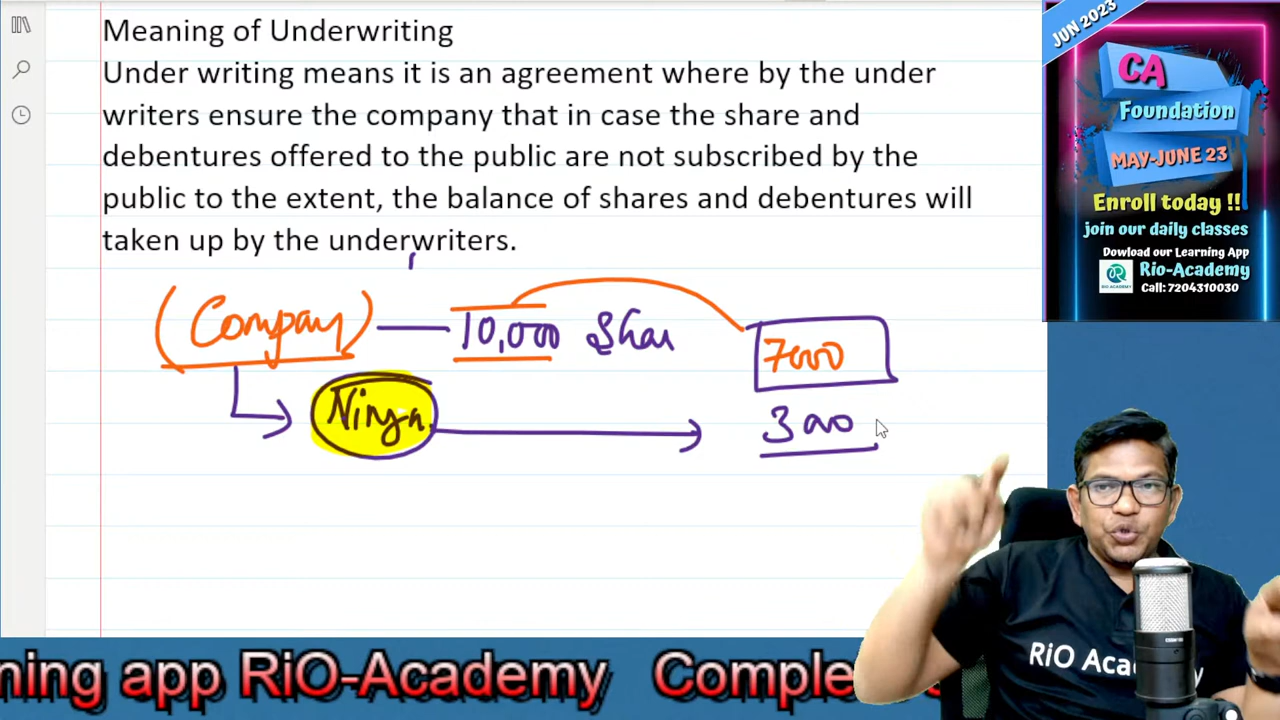 Meaning of Underwriting
Under writing means it is an agreement where by the under
writers ensure the company that in case the share and
debentures offered to the public are not subscribed by the
public to the extent, the balance of shares and debentures will
taken up by the underwriters.
(Company) 10,000 Shar
7000
3000
JUN 2023
CA
Foundation
MAY-JUNE 23
Enroll today !!
join our daily classes
Dowload our Learning App
Rio-Academy
RIO ACADEMY
Call: 7204310030
RiO Aca my
ning app RiO-Academy Comple